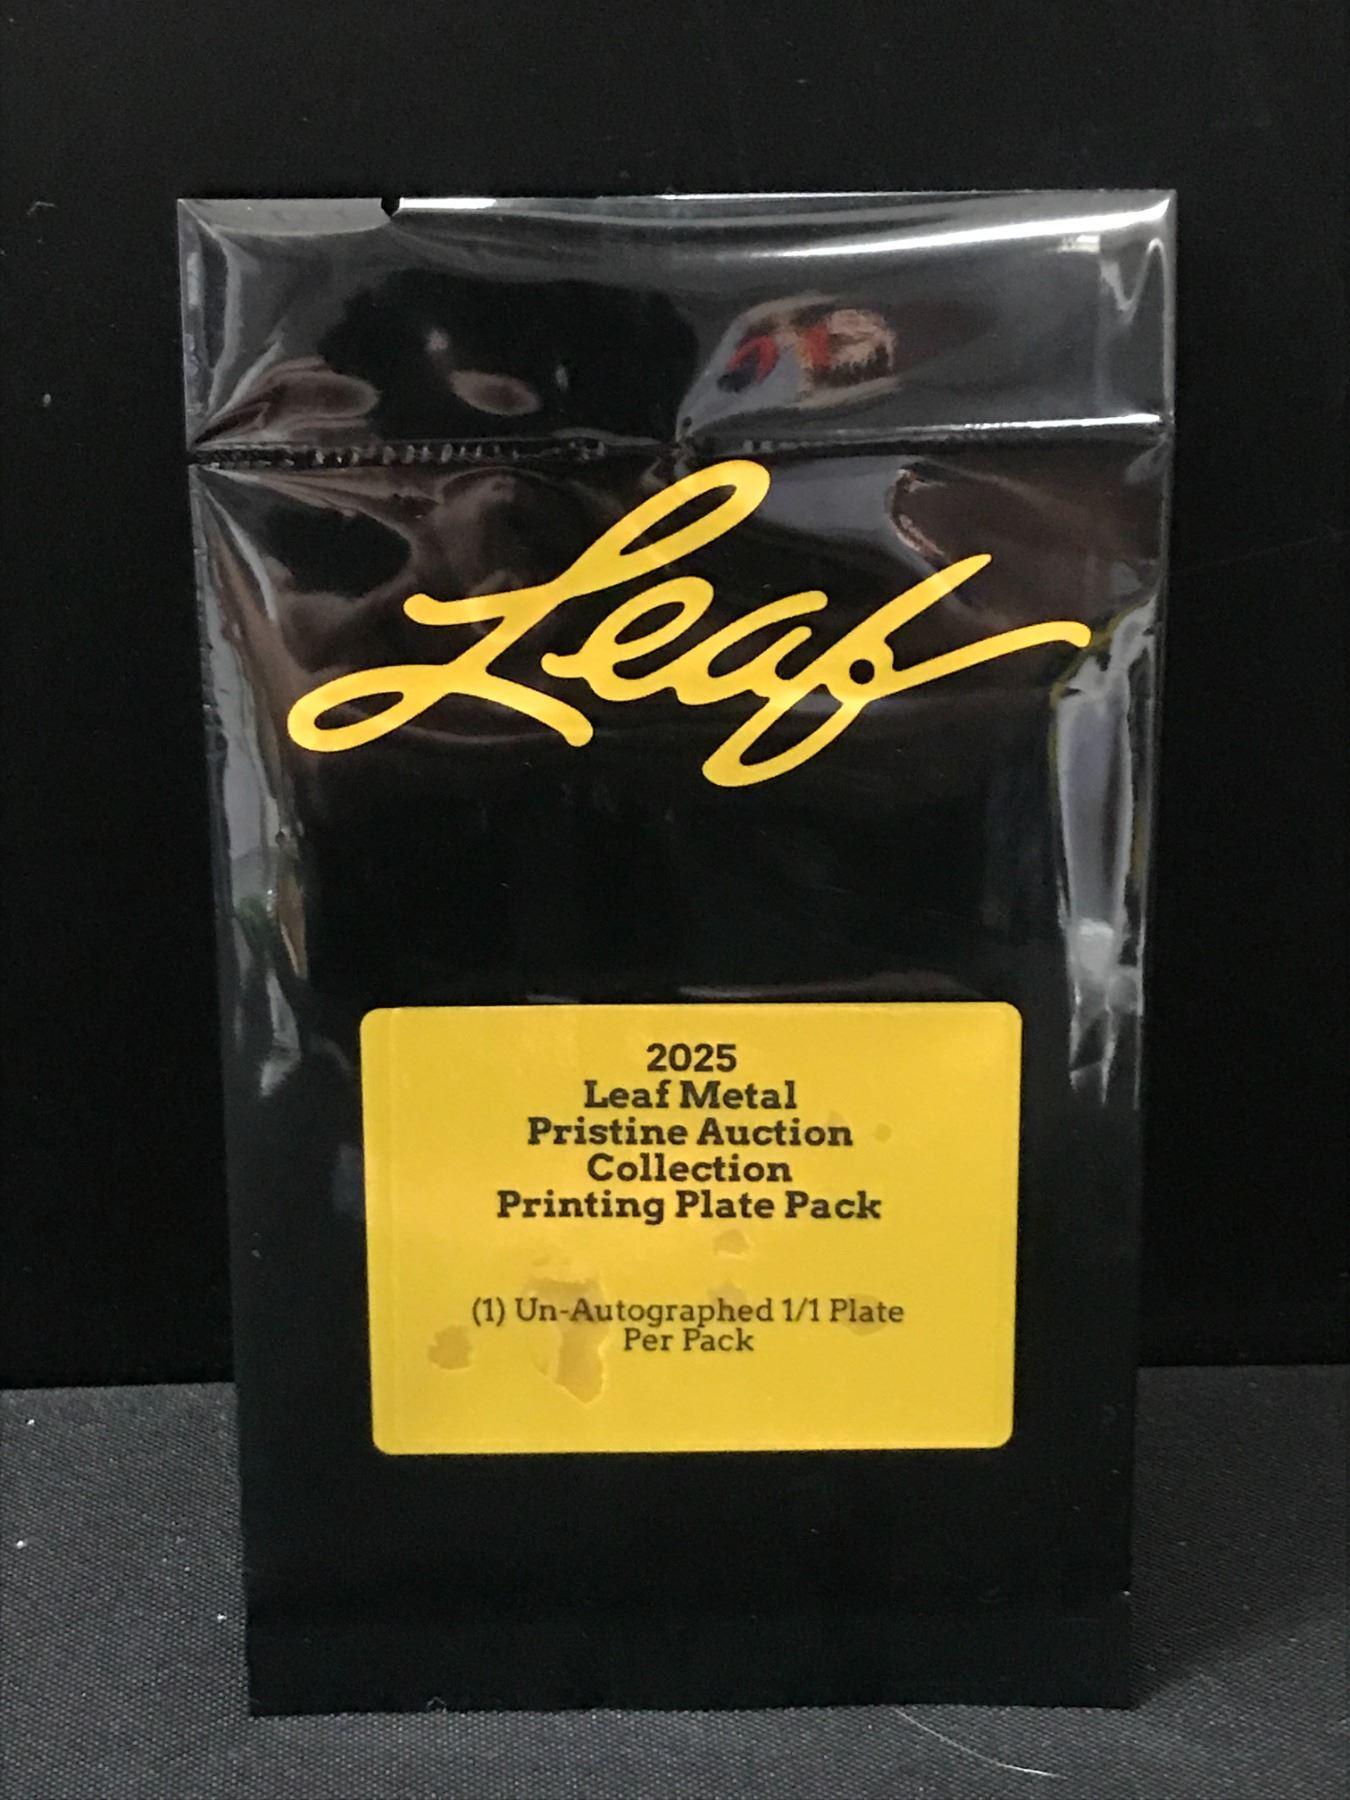 Leaf
2025
Leaf Metal
Pristine Auction
Collection
Printing Plate Pack
(1) Un-Autographed 1/1 Plate
Per Pack